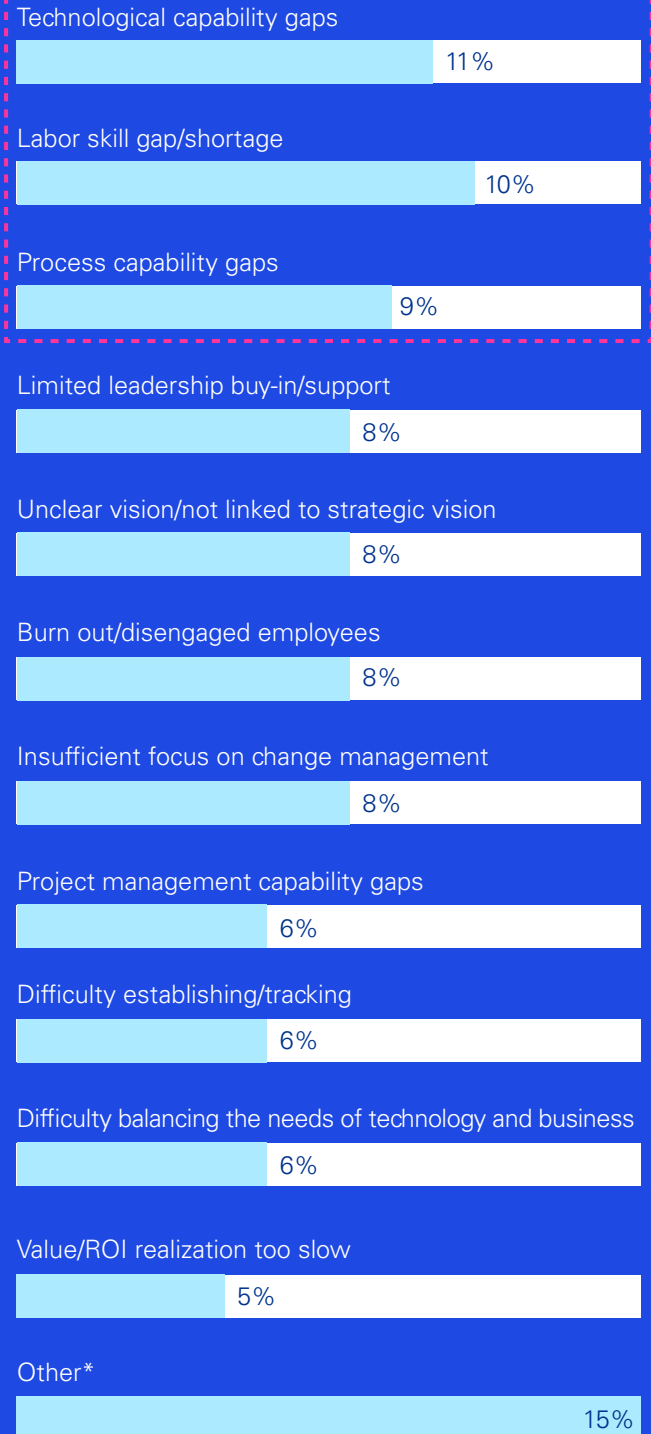 Technological capability gaps
11%
Labor skill gap/shortage
10%
Process capability gaps
9%
Limited leadership buy-in/support
8%
Unclear vision/not linked to strategic vision
8%
Burn out/disengaged employees
8%
Insufficient focus on change management
8%
Project management capability gaps
6%
Difficulty establishing/tracking
6%
Difficulty balancing the needs of technology and business
6%
Value/ROI realization too slow
5%
Other*
15%